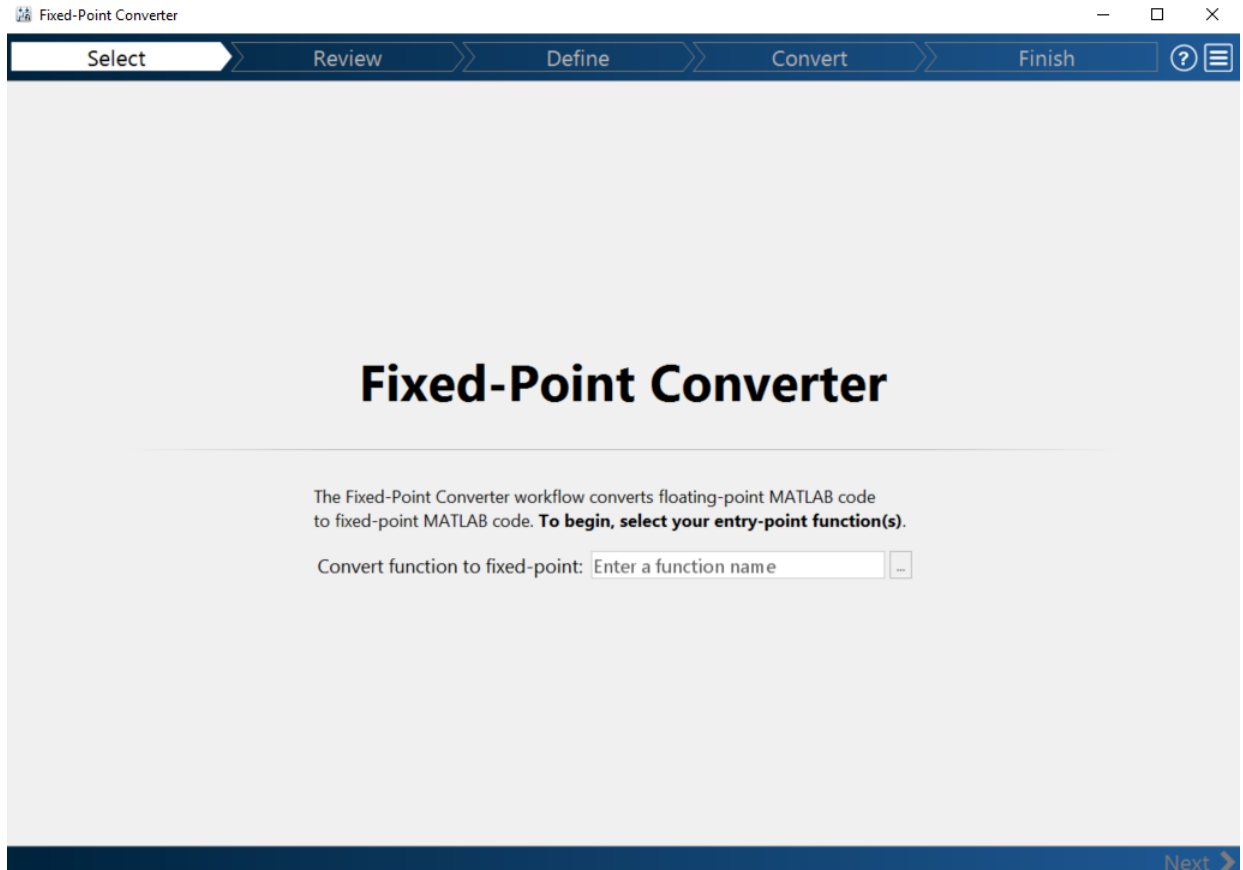 Fixed-Point Converter
Select
Review
Define
Convert
Finish
?
Fixed-Point Converter
The Fixed-Point Converter workflow converts floating-point MATLAB code
to fixed-point MATLAB code. To begin, select your entry-point function(s).
Convert function to fixed-point: Enter a function name ...
Next